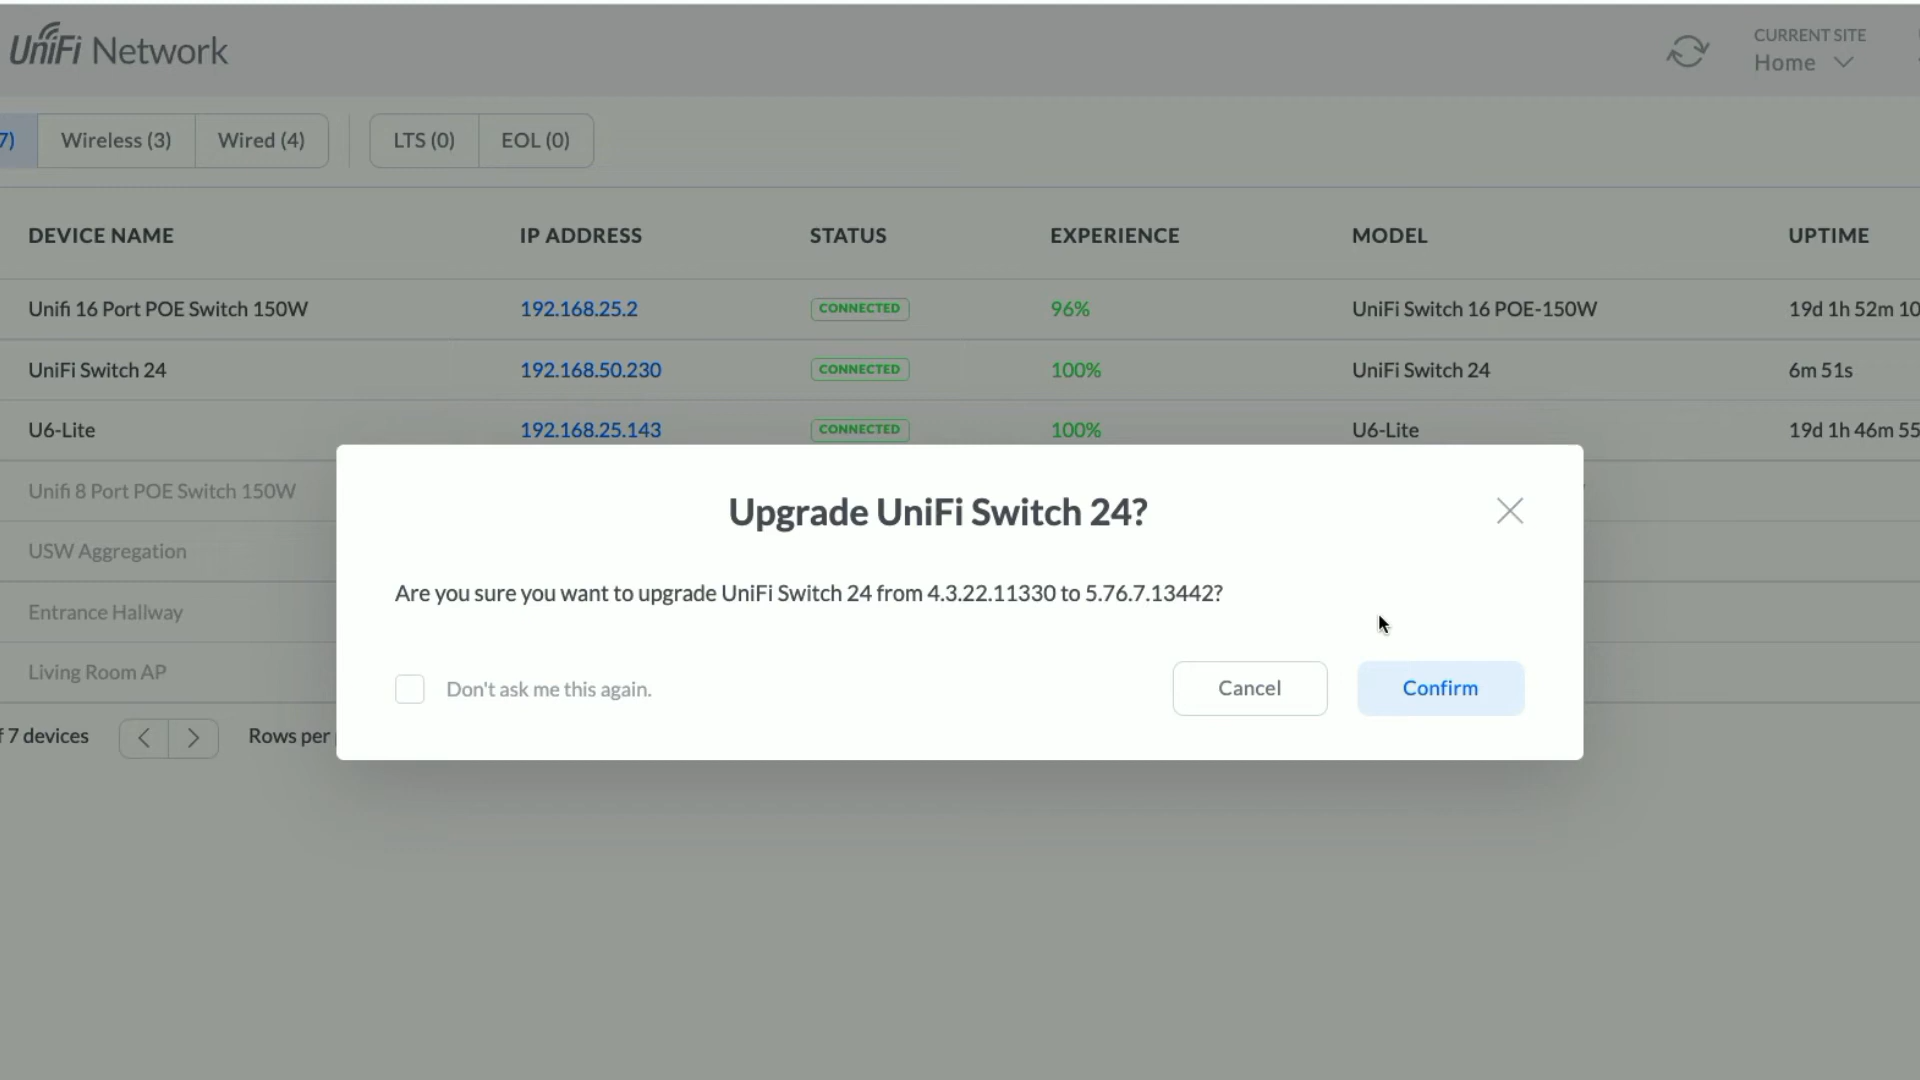 UniFi Network
CURRENT SITE
Home
7)
Wireless (3)
Wired (4)
LTS (0)
EOL (0)
DEVICE NAME IP ADDRESS STATUS EXPERIENCE MODEL UPTIME
Unifi 16 Port POE Switch 150W 192.168.25.2 CONNECTED 96% UniFi Switch 16 POE-150W 19d 1h 52m 10
UniFi Switch 24 192.168.50.230 CONNECTED 100% UniFi Switch 24 6m 51s
U6-Lite 192.168.25.143 CONNECTED 100% U6-Lite 19d 1h 46m 55
Unifi 8 Port POE Switch 150W
USW Aggregation
Entrance Hallway
Living Room AP
f 7 devices
Rows per
Upgrade UniFi Switch 24?
Are you sure you want to upgrade UniFi Switch 24 from 4.3.22.11330 to 5.76.7.13442?
Don't ask me this again.
Cancel
Confirm